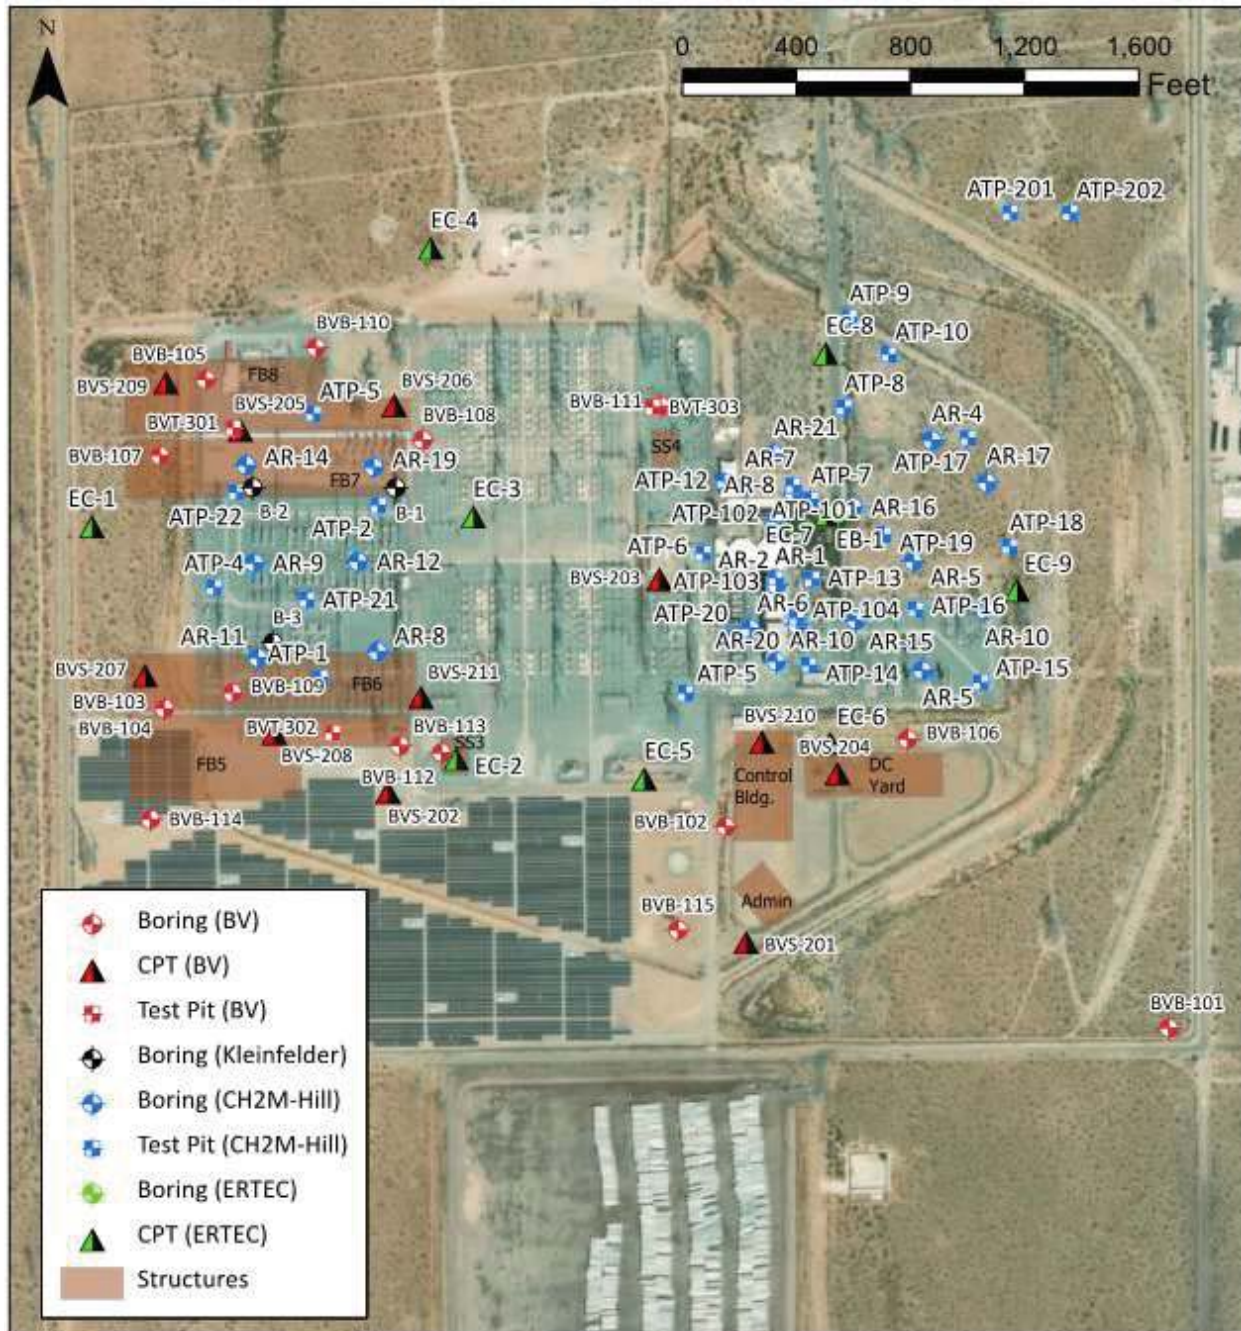 N
0 400 800 1,200 1,600
Feet
ATP-201 ATP-202
EC-4
ATP-9
BVB-110
EC-8
ATP-10
BVB-105
FB8
BVS-209
ATP-5
BVS-206
ATP-8
BVS-205
BVB-111
BVT-303
BVT-301
BVB-108
AR-21
AR-4
BVB-107
SS4
AR-14
AR-19
AR-7
ATP-17
AR-17
FB7
ATP-12
ATP-7
AR-8
EC-1
ATP-22
B-2
B-1
EC-3
ATP-102
ATP-101
AR-16
ATP-18
ATP-2
EC-7
EB-1
ATP-6
ATP-19
ATP-4
AR-9
AR-12
AR-2
AR-1
EC-9
BVS-203
ATP-103
ATP-13
AR-5
ATP-21
B-3
ATP-20
AR-6
ATP-104
ATP-16
AR-11
AR-8
AR-20
AR-10
AR-15
AR-10
ATP-1
BVS-207
ATP-5
ATP-14
ATP-15
BVB-109
FB6
BVS-211
AR-5
BVB-103
BVB-104
BVT-302
BVB-113
BVS-210
EC-6
BVB-106
BVS-208
SS3
BVS-204
FB5
EC-2
EC-5
Control
Bldg.
DC
Yard
BVB-112
BVS-202
BVB-114
BVB-102
Admin
BVB-115
BVS-201
BVB-101
Boring (BV)
CPT (BV)
Test Pit (BV)
Boring (Kleinfelder)
Boring (CH2M-Hill)
Test Pit (CH2M-Hill)
Boring (ERTEC)
CPT (ERTEC)
Structures